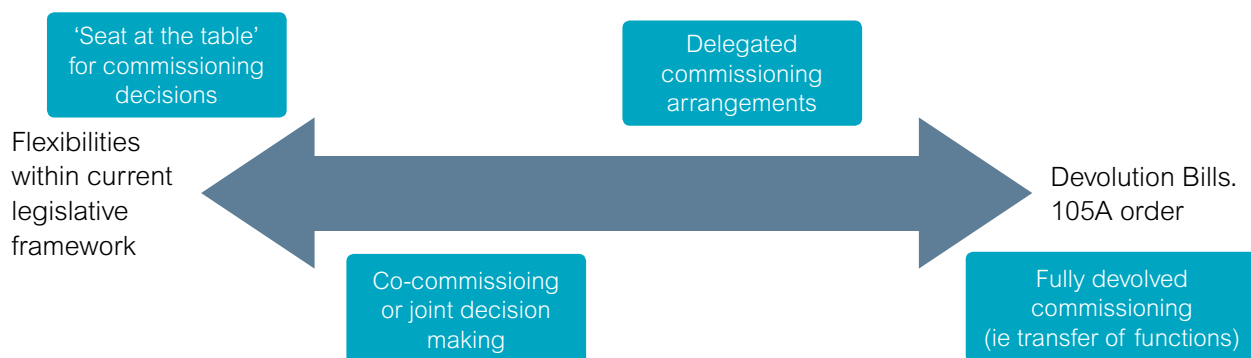 ‘Seat at the table’
for commissioning
decisions
Delegated
commissioning
arrangements
Flexibilities
within current
legislative
framework
Devolution Bills.
105A order
Co-commissioing
or joint decision
making
Fully devolved
commissioning
(ie transfer of functions)